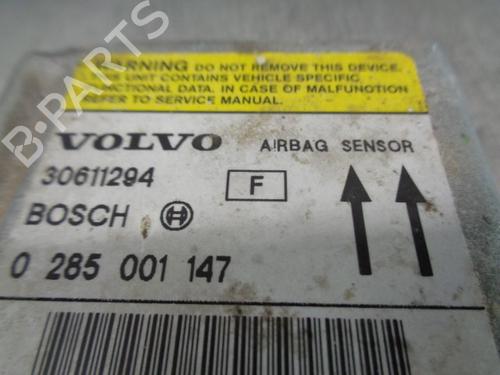 WARNING DO NOT REMOVE THIS DEVICE.
THIS UNIT CONTAINS VEHICLE SPECIFIC
FUNCTIONAL DATA. IN CASE OF MALFUNCTION
REFER TO SERVICE MANUAL.
VOLVO AIRBAG SENSOR
30611294 F
BOSCH
0 285 001 147
B-PARTS